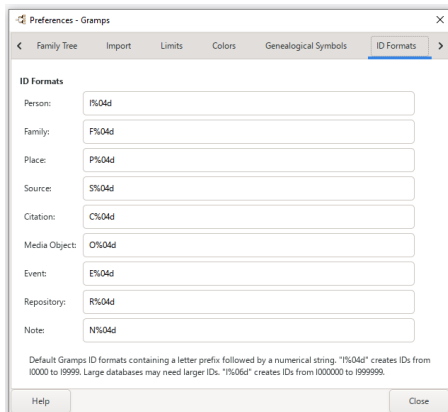 Preferences - Gramps
Family Tree Import Limits Colors Genealogical Symbols ID Formats
ID Formats
Person: I%04d
Family: F%04d
Place: P%04d
Source: S%04d
Citation: C%04d
Media Object: O%04d
Event: E%04d
Repository: R%04d
Note: N%04d
Default Gramps ID formats containing a letter prefix followed by a numerical string. "I%04d" creates IDs from
I0000 to I9999. Large databases may need larger IDs. "I%06d" creates IDs from I000000 to I999999.
Help Close